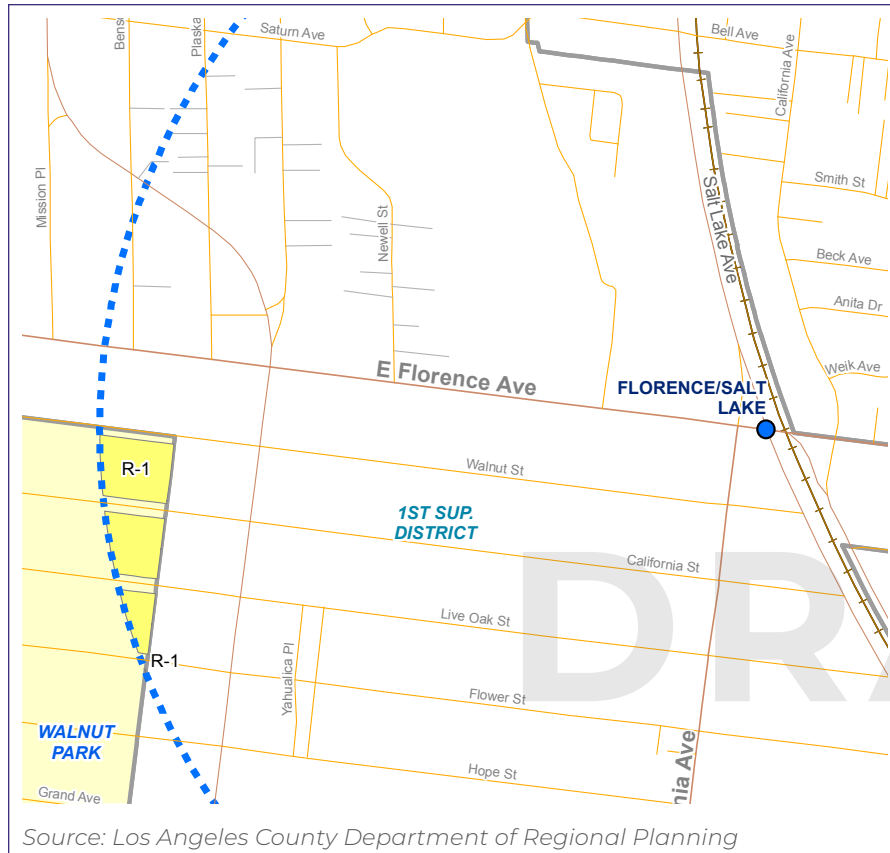 Saturn Ave
Bell Ave
California Ave
Plaska
Mission Pl
Salt Lake Ave
Smith St
Newell St
Beck Ave
Anita Dr
Weik Ave
E Florence Ave
FLORENCE/SALT
LAKE
Walnut St
R-1
1ST SUP.
DISTRICT
California St
Live Oak St
R-1
Yahualica Pl
Flower St
WALNUT
PARK
nia Ave
Hope St
Grand Ave
Source: Los Angeles County Department of Regional Planning